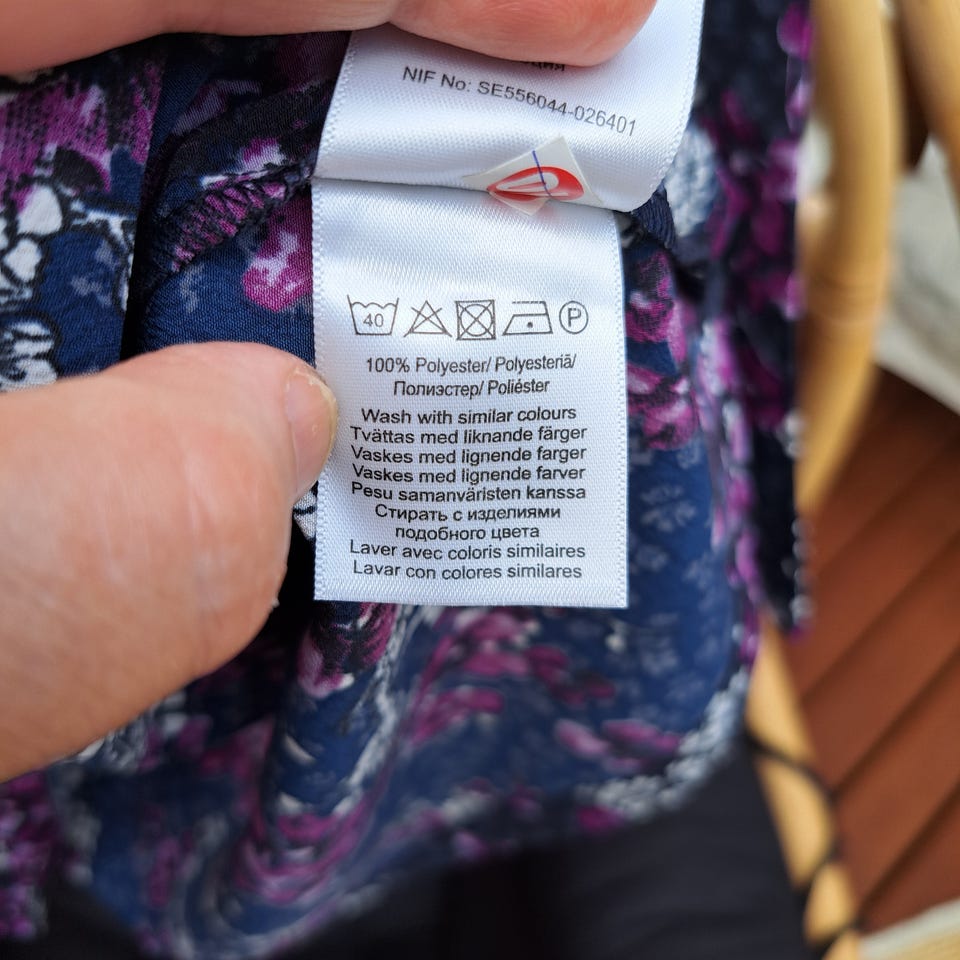 NIF No: SE556044-026401
40
P
100% Polyester/ Polyesteriä/
Полиэстер/ Poliéster
Wash with similar colours
Tvättas med liknande färger
Vaskes med lignende farger
Vaskes med lignende farver
Pesu samanväristen kanssa
Стирать с изделиями
подобного цвета
Laver avec coloris similaires
Lavar con colores similares